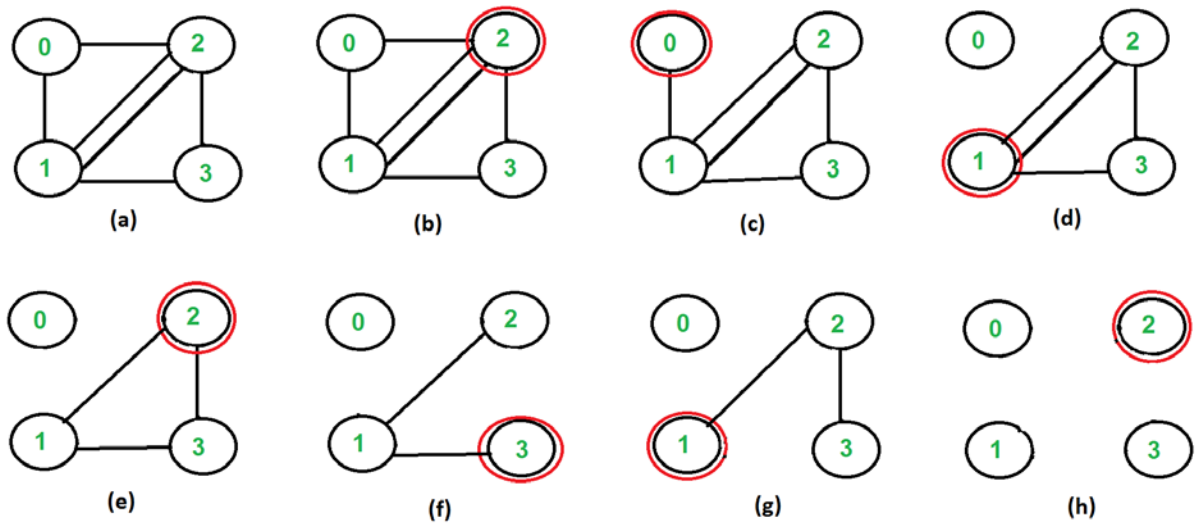 0 2 2 0 2 0 2
0
1 3 1 3 1 3 1 3
(a) (b) (c) (d)
0 2 0 2 0 2 0 2
1 3 1 3 1 3 1 3
(e) (f) (g) (h)